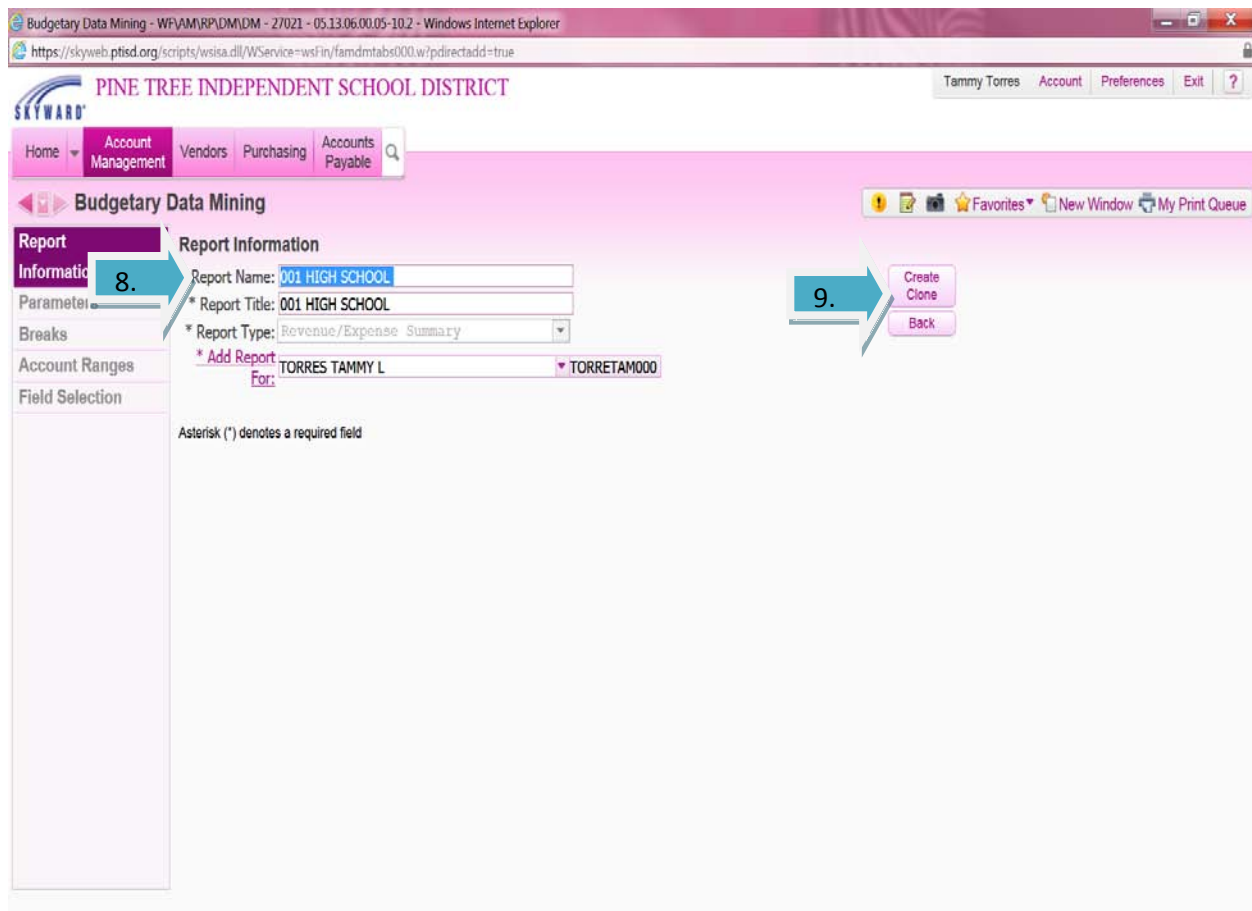 Budgetary Data Mining - WF\AM\RP\DM\DM - 27021 - 05.13.06.00.05-10.2 - Windows Internet Explorer
https://skyweb.ptisd.org/scripts/wsisa.dll/WService=wsFin/famdmtabs000.w?pdirectadd=true
SKYWARD® PINE TREE INDEPENDENT SCHOOL DISTRICT
Tammy Torres Account Preferences Exit ?
Home Account Management Vendors Purchasing Accounts Payable
Budgetary Data Mining
Favorites New Window My Print Queue
Report
Parameters
Breaks
Account Ranges
Field Selection
Report Information
8.
Report Name: 001 HIGH SCHOOL
* Report Title: 001 HIGH SCHOOL
* Report Type: Revenue/Expense Summary
* Add Report For: TORRES TAMMY L TORRETAM000
Asterisk (*) denotes a required field
9.
Create Clone
Back